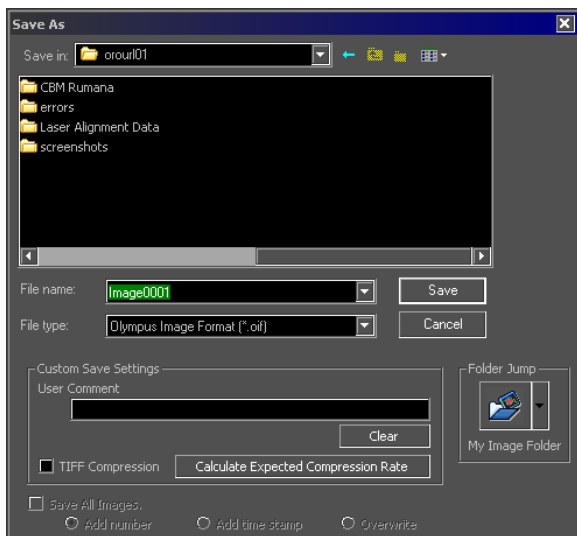 Save As
Save in: orourl01
CBM Rumana
errors
Laser Alignment Data
screenshots
File name: Image0001 Save
File type: Olympus Image Format (*.oif) Cancel
Custom Save Settings Folder Jump
User Comment
Clear
My Image Folder
TIFF Compression Calculate Expected Compression Rate
Save All Images.
Add number Add time stamp Overwrite